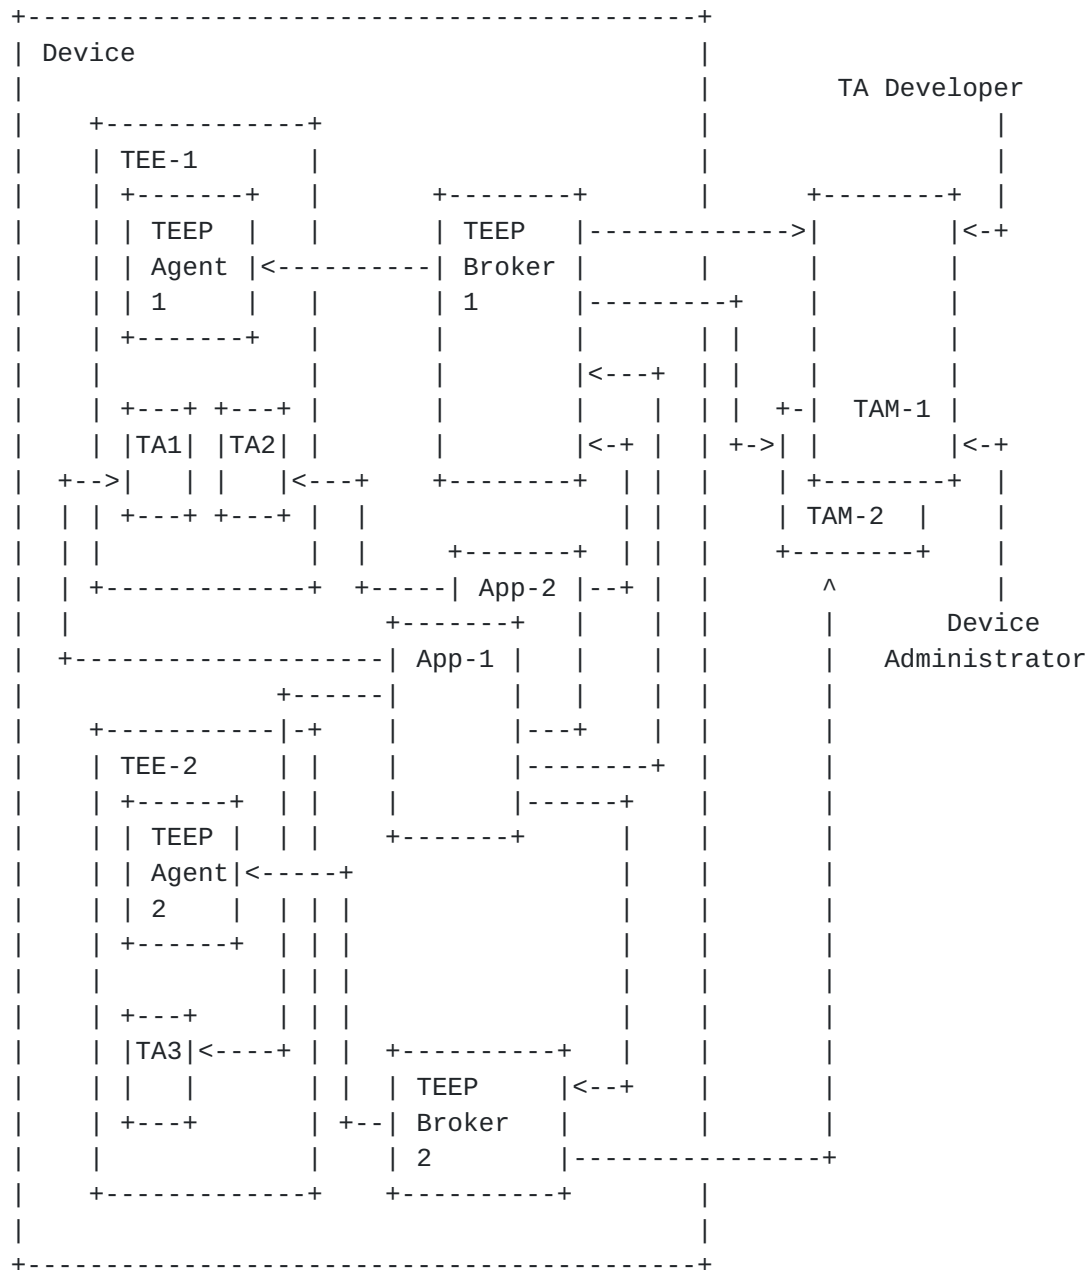 Device
TA Developer
TEE-1
TEEP TEEP
Agent Broker
1 1
TAM-1
TA1 TA2
TAM-2
App-2
Device
App-1 Administrator
TEE-2
TEEP
Agent
2
TA3
TEEP
Broker
2